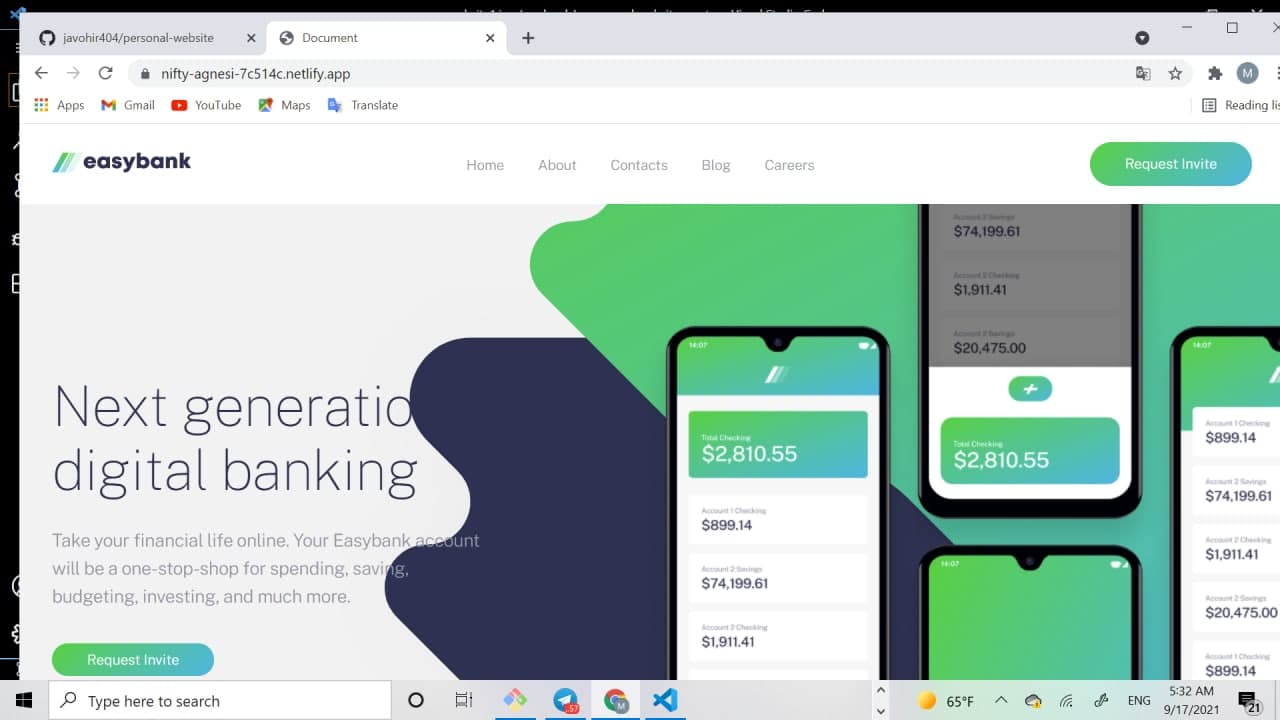 javohir404/personal-website
Document
nifty-agnesi-7c514c.netlify.app
M
Apps
Gmail
YouTube
Maps
Translate
Reading lis
easybank
Home
About
Contacts
Blog
Careers
Request Invite
Next generatio
digital banking
Take your financial life online. Your Easybank account
will be a one-stop-shop for spending, saving,
budgeting, investing, and much more.
Request Invite
14:07
Total Checking
$2,810.55
Account 1 Checking
$899.14
Account 2 Savings
$74,199.61
Account 2 Checking
$1,911.41
Account 2 Savings
$74,199.61
Account 2 Checking
$1,911.41
Account 2 Savings
$20,475.00
Total Checking
$2,810.55
14:07
14:07
Account 1 Checking
$899.14
Account 2 Savings
$74,199.61
Account 2 Checking
$1,911.41
Account 2 Savings
$20,475.00
Account 1 Checking
$899.14
Type here to search
.57
M
65°F
ENG
5:32 AM
9/17/2021
21